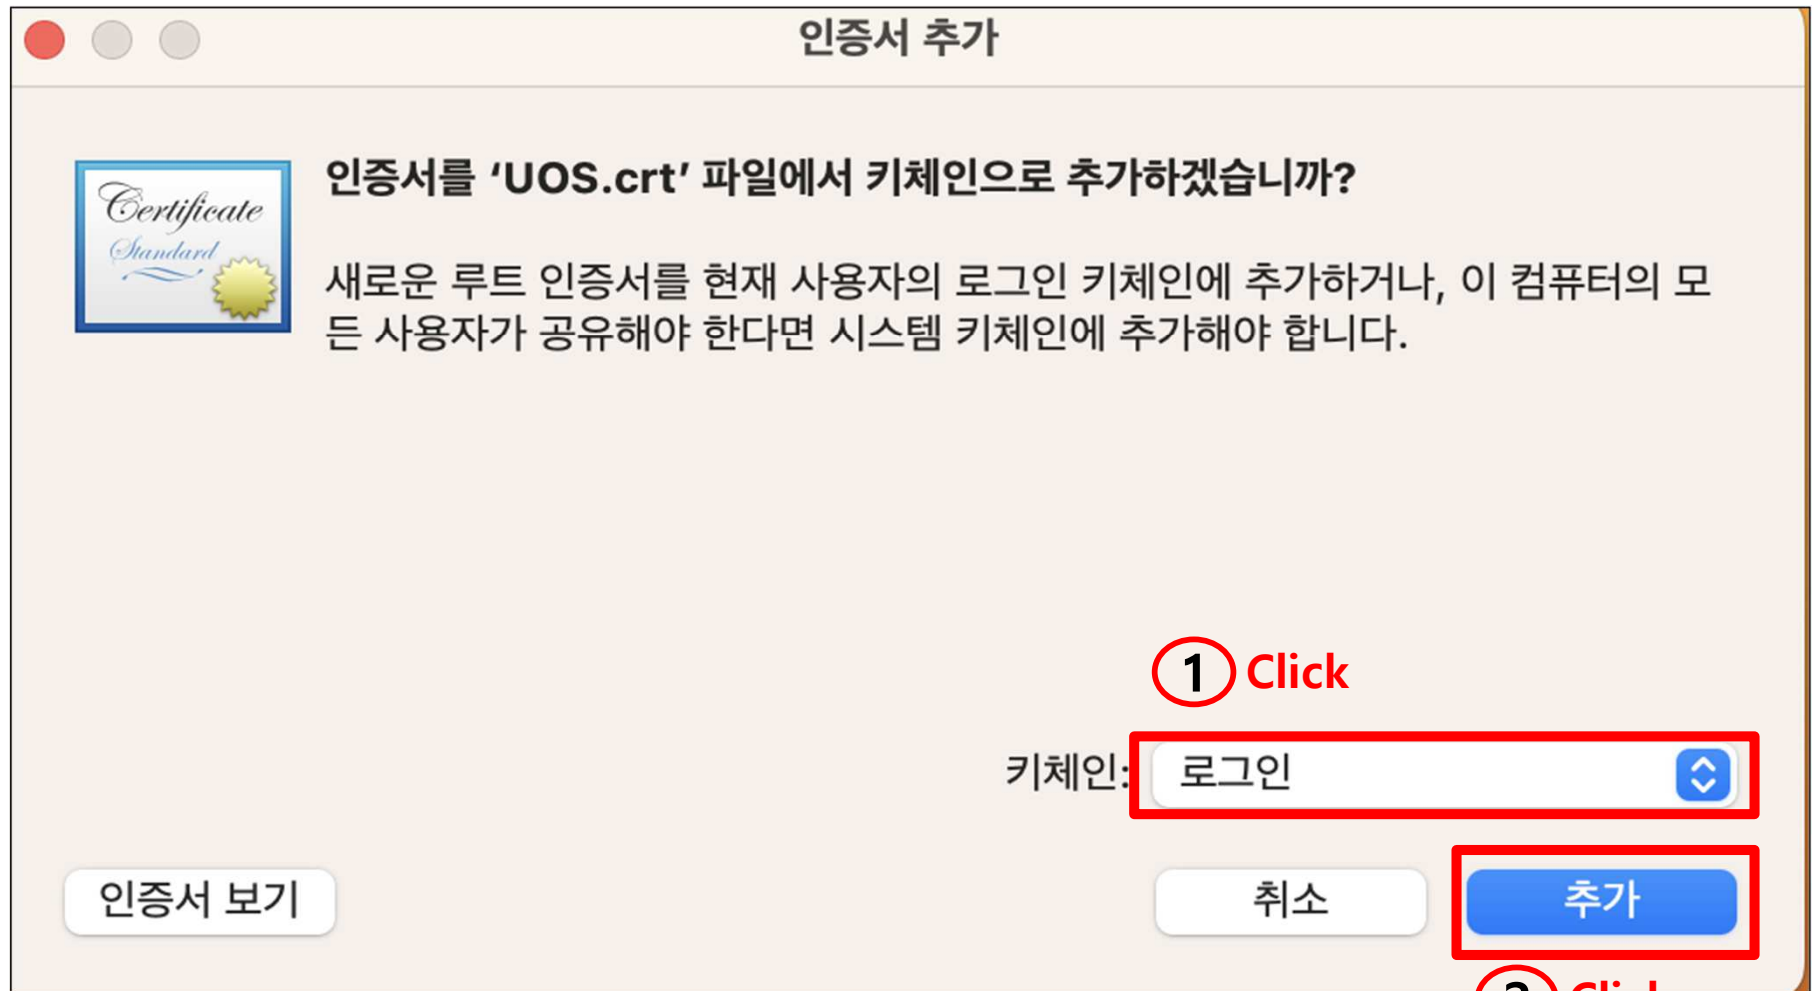 인증서 추가
Certificate
Standard
인증서를 ‘UOS.crt’ 파일에서 키체인으로 추가하겠습니까?
새로운 루트 인증서를 현재 사용자의 로그인 키체인에 추가하거나, 이 컴퓨터의 모
든 사용자가 공유해야 한다면 시스템 키체인에 추가해야 합니다.
1 Click
키체인: 로그인
인증서 보기 취소 추가